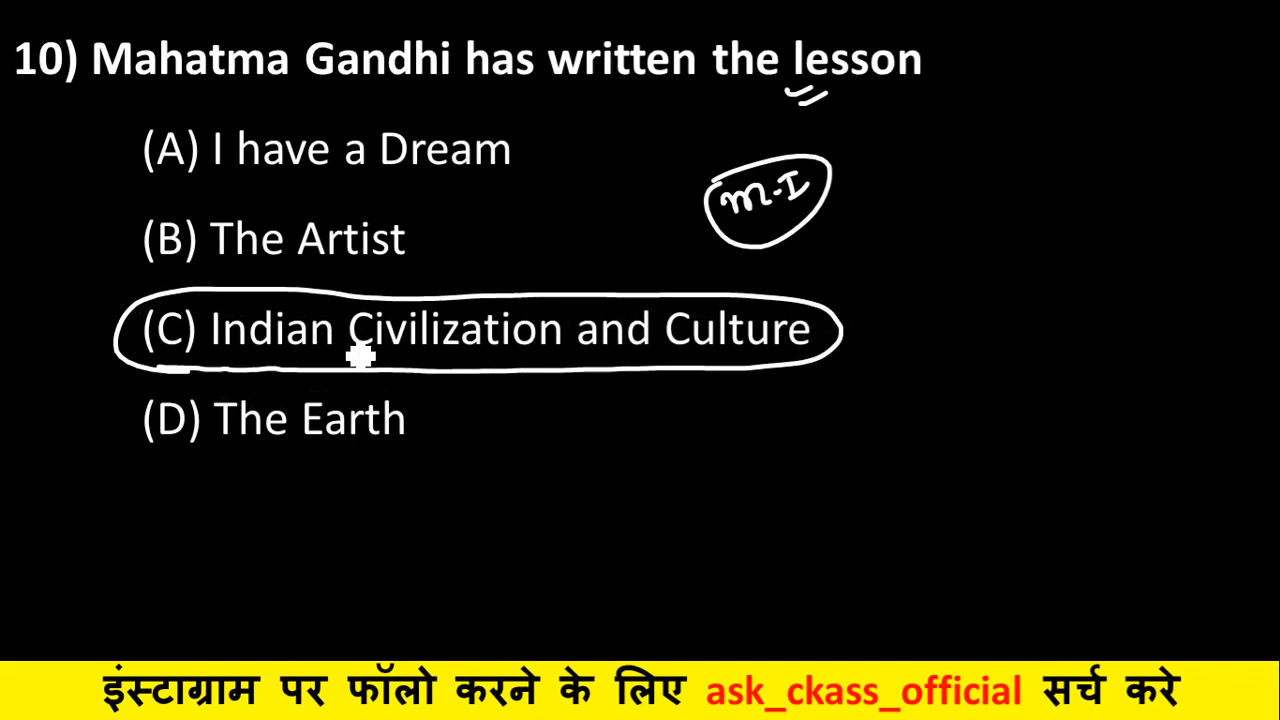 10) Mahatma Gandhi has written the lesson
(A) I have a Dream
M-I
(B) The Artist
(C) Indian Civilization and Culture
(D) The Earth
इंस्टाग्राम पर फॉलो करने के लिए ask_ckass_official सर्च करे